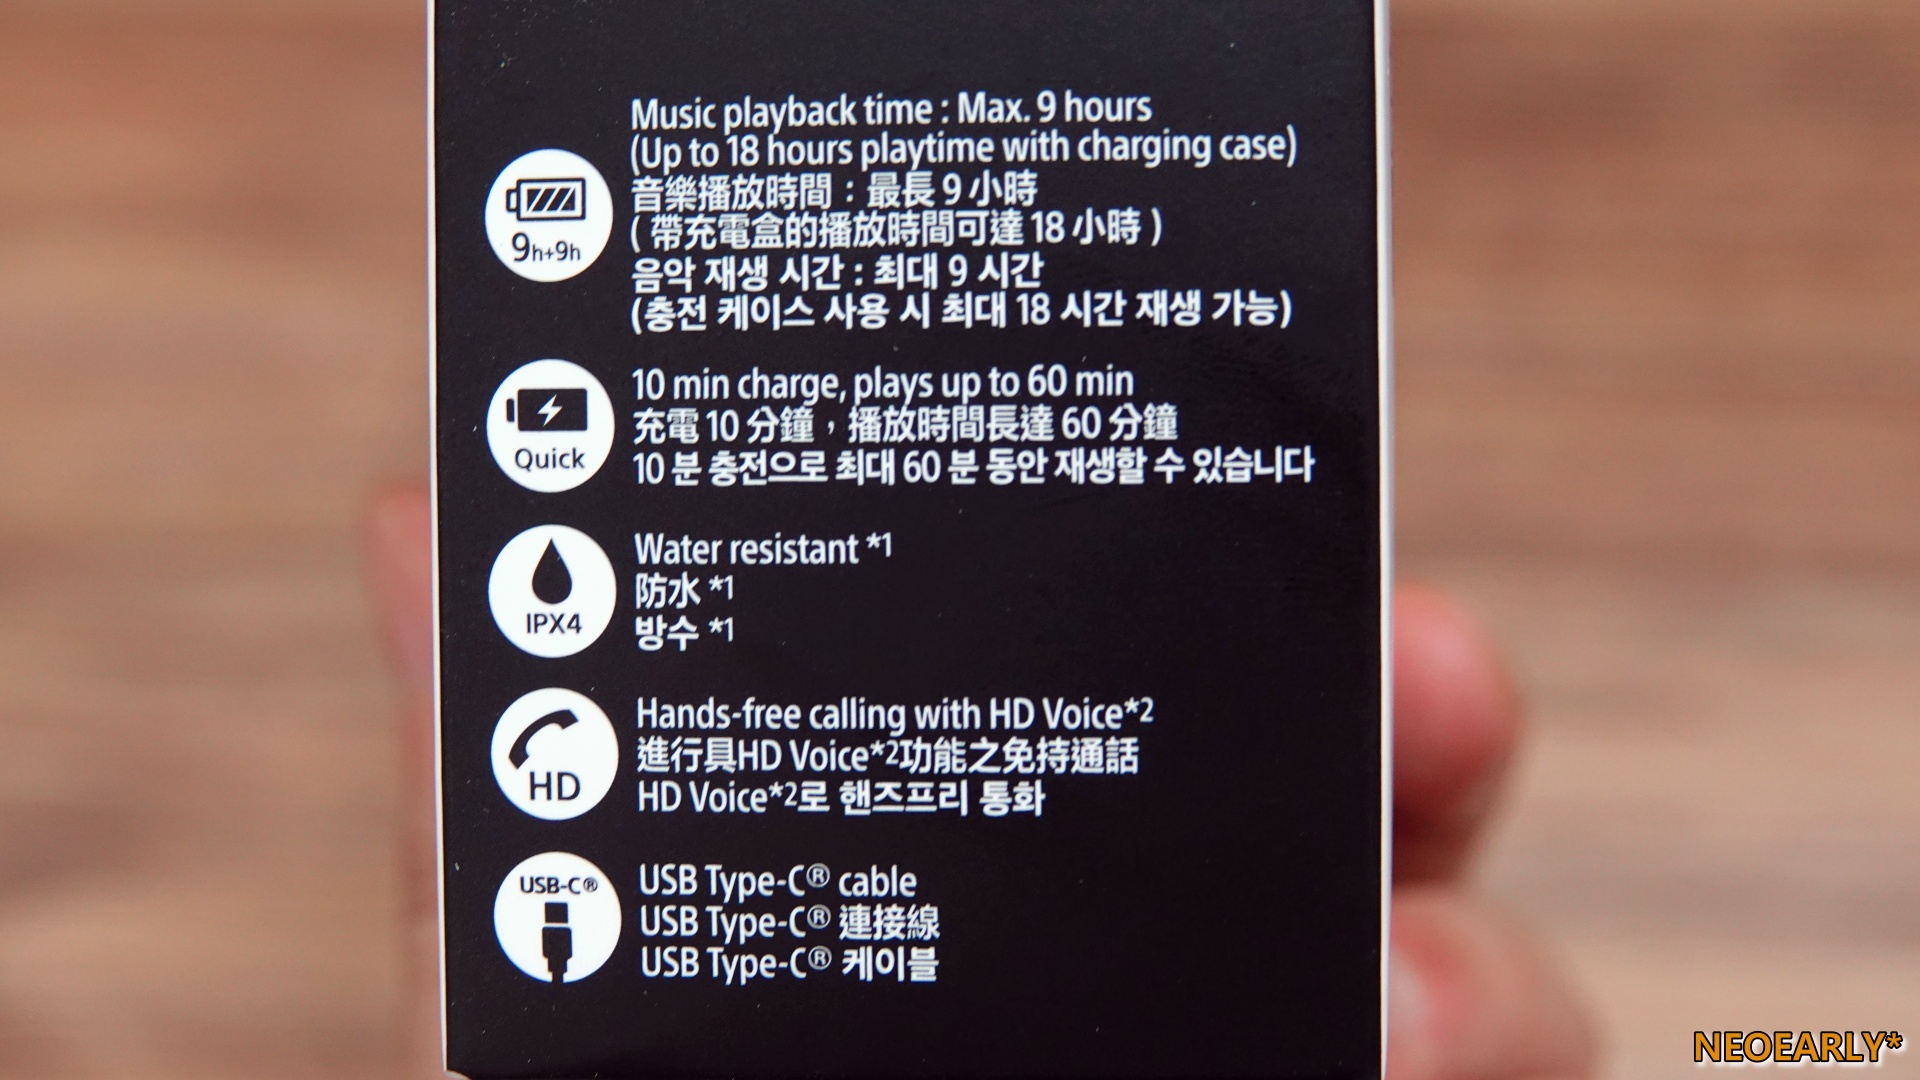 Music playback time : Max. 9 hours
(Up to 18 hours playtime with charging case)
音樂播放時間：最長 9 小時
( 帶充電盒的播放時間可達 18 小時 )
음악 재생 시간 : 최대 9 시간
(충전 케이스 사용 시 최대 18 시간 재생 가능)
9h+9h
10 min charge, plays up to 60 min
充電 10 分鐘，播放時間長達 60 分鐘
10 분 충전으로 최대 60 분 동안 재생할 수 있습니다
Quick
Water resistant *1
防水 *1
방수 *1
IPX4
Hands-free calling with HD Voice*2
進行具HD Voice*2功能之免持通話
HD Voice*2로 핸즈프리 통화
HD
USB-C®
USB Type-C® cable
USB Type-C® 連接線
USB Type-C® 케이블
NEOEARLY*